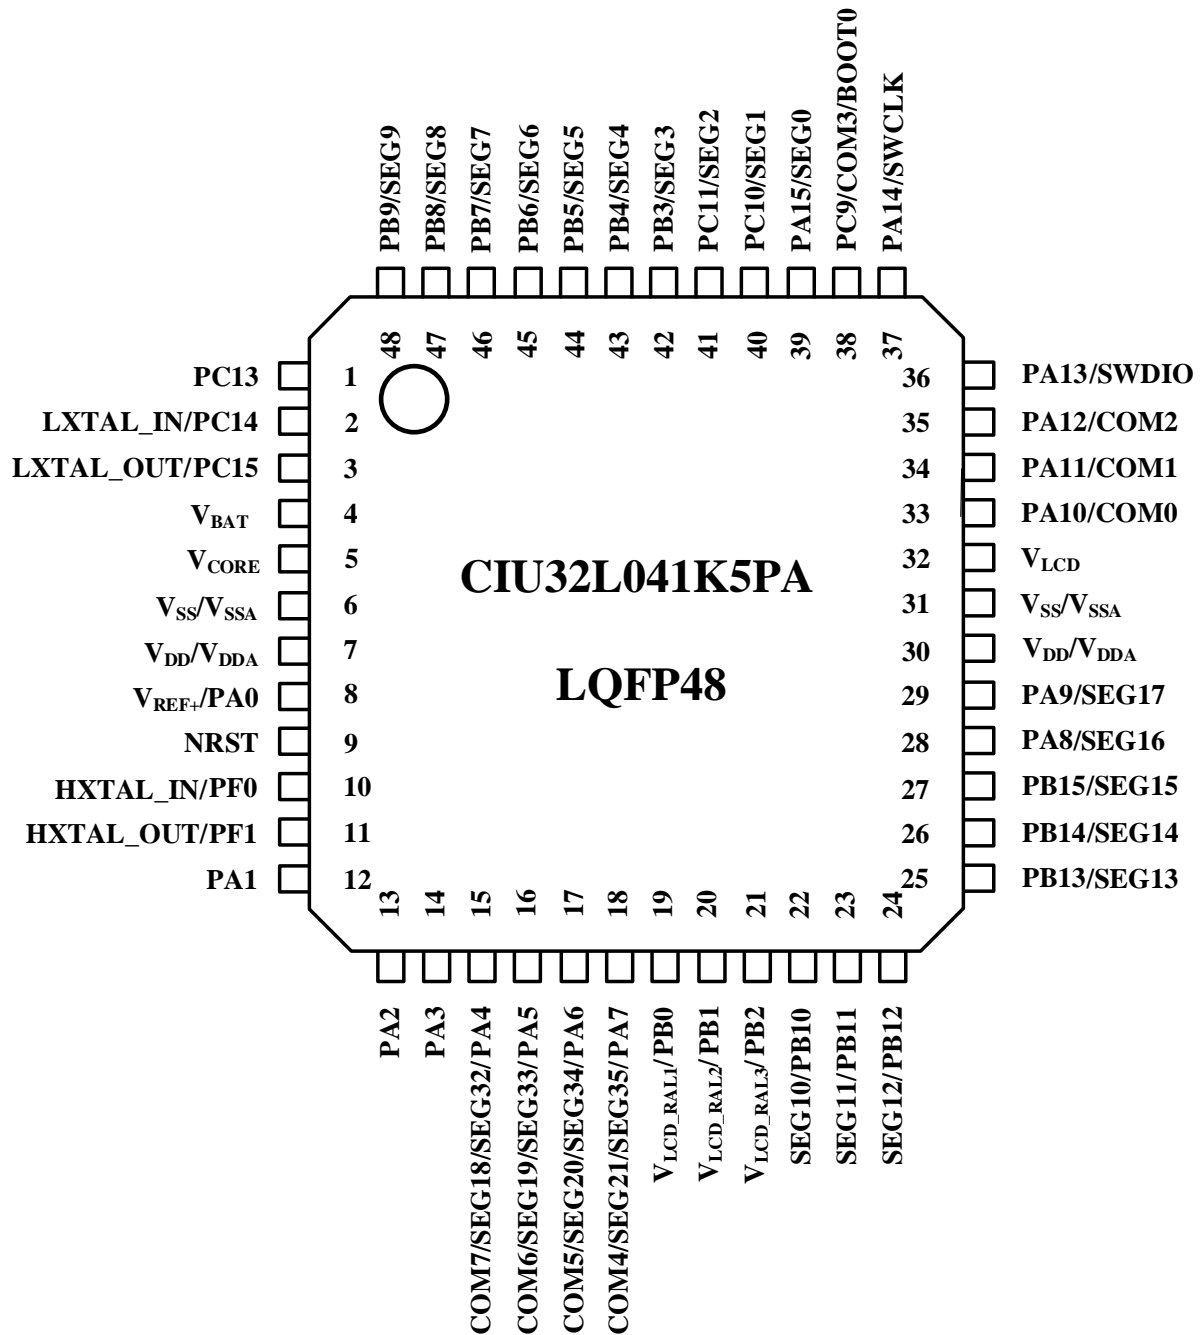 PB9/SEG9
PB8/SEG8
PB7/SEG7
PB6/SEG6
PB5/SEG5
PB4/SEG4
PB3/SEG3
PC11/SEG2
PC10/SEG1
PA15/SEG0
PC9/COM3/BOOT0
PA14/SWCLK
48
47
46
45
44
43
42
41
40
39
38
37
PC13 1
LXTAL_IN/PC14 2
LXTAL_OUT/PC15 3
VBAT 4
VCORE 5
VSS/VSSA 6
VDD/VDDA 7
VREF+/PA0 8
NRST 9
HXTAL_IN/PF0 10
HXTAL_OUT/PF1 11
PA1 12
CIU32L041K5PA
LQFP48
36 PA13/SWDIO
35 PA12/COM2
34 PA11/COM1
33 PA10/COM0
32 VLCD
31 VSS/VSSA
30 VDD/VDDA
29 PA9/SEG17
28 PA8/SEG16
27 PB15/SEG15
26 PB14/SEG14
25 PB13/SEG13
13
14
15
16
17
18
19
20
21
22
23
24
PA2
PA3
COM7/SEG18/SEG32/PA4
COM6/SEG19/SEG33/PA5
COM5/SEG20/SEG34/PA6
COM4/SEG21/SEG35/PA7
VLCD_RAL1/PB0
VLCD_RAL2/PB1
VLCD_RAL3/PB2
SEG10/PB10
SEG11/PB11
SEG12/PB12